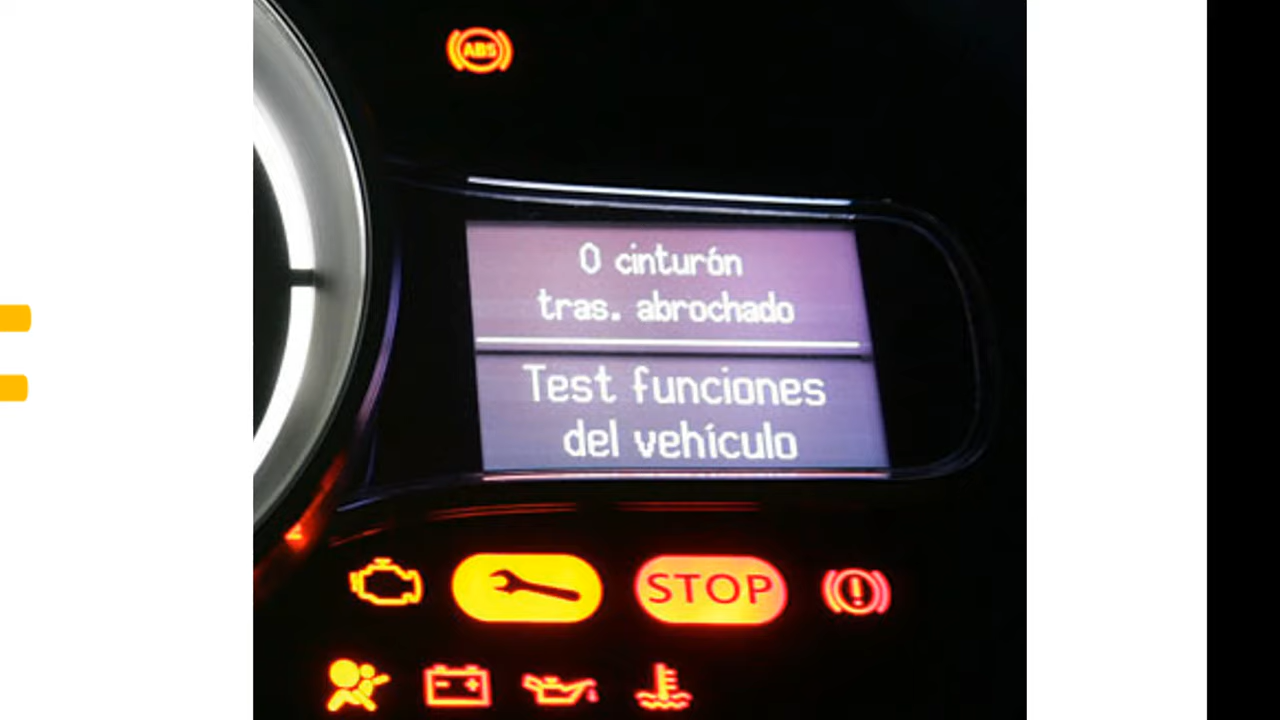 ABS
0 cinturón
tras. abrochado
Test funciones
del vehículo
STOP